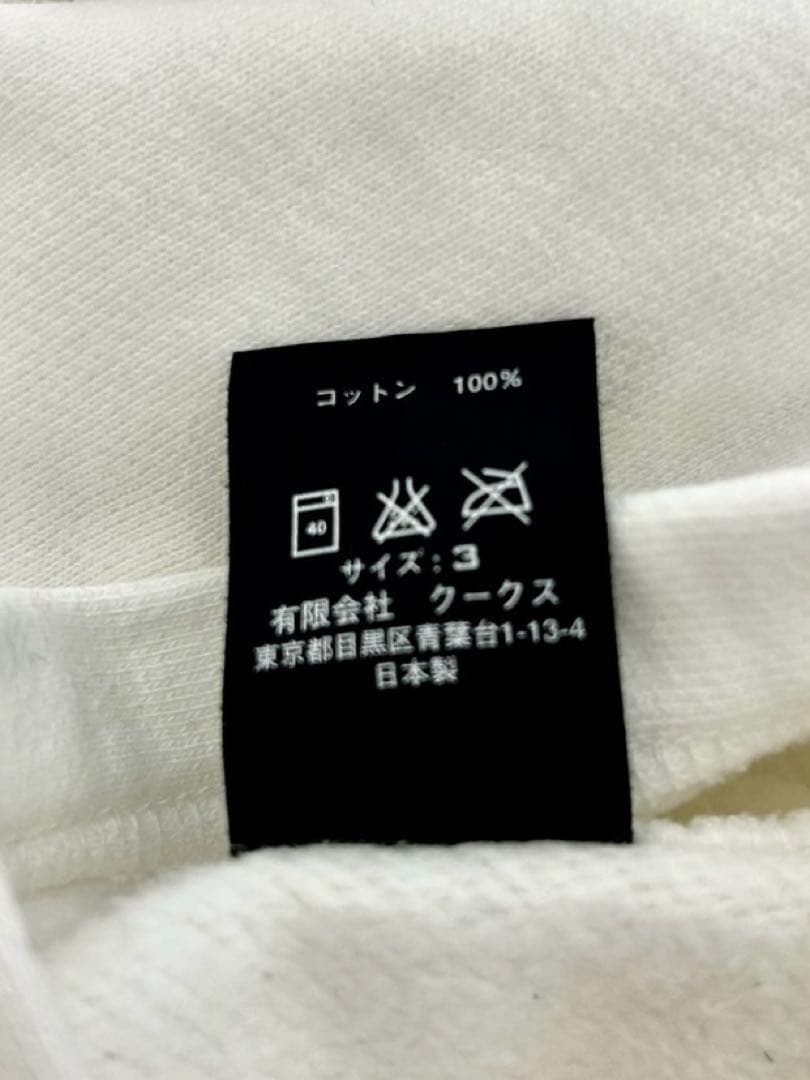 コットン 100%
40
サイズ:3
有限会社 クークス
東京都目黒区青葉台1-13-4
日本製